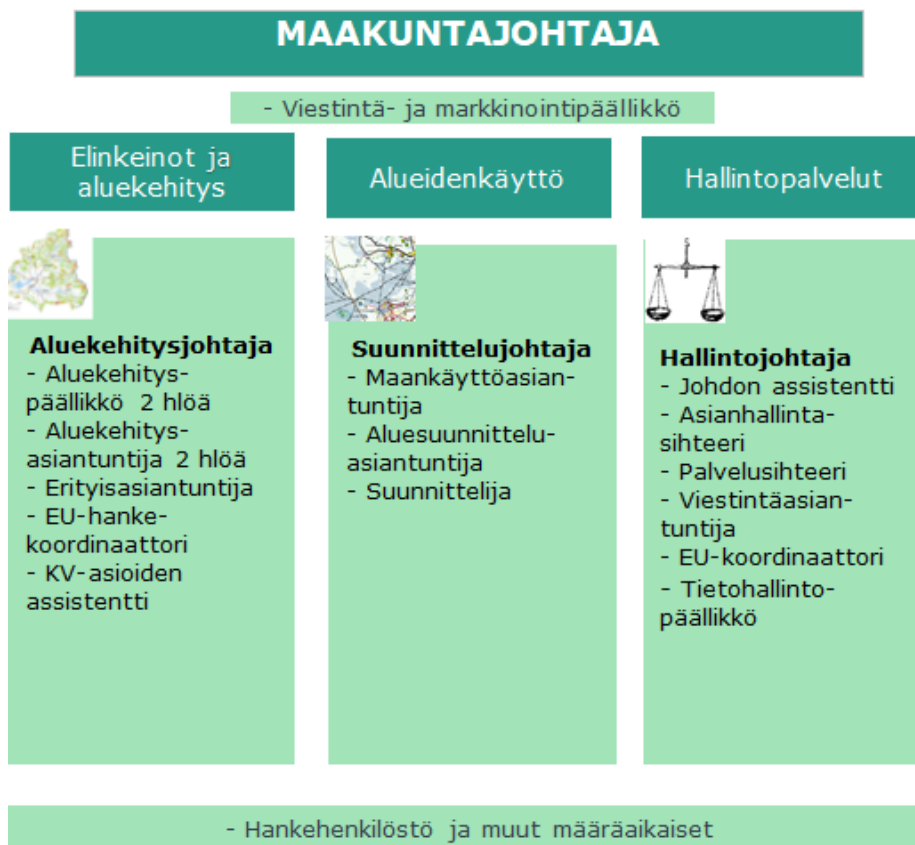 MAAKUNTAJOHTAJA
- Viestintä- ja markkinointipäällikkö
Elinkeinot ja
aluekehitys
Aluekehitysjohtaja
- Aluekehitys-
päällikkö 2 hlöä
- Aluekehitys-
asiantuntija 2 hlöä
- Erityisasiantuntija
- EU-hanke-
koordinaattori
- KV-asioiden
assistentti
Alueidenkäyttö
Suunnittelujohtaja
- Maankäyttöasian-
tuntija
- Aluesuunnittelu-
asiantuntija
- Suunnittelija
Hallintopalvelut
Hallintojohtaja
- Johdon assistentti
- Asianhallinta-
sihteeri
- Palvelusihteeri
- Viestintäasian-
tuntija
- EU-koordinaattori
- Tietohallinto-
päällikkö
- Hankehenkilöstö ja muut määräaikaiset